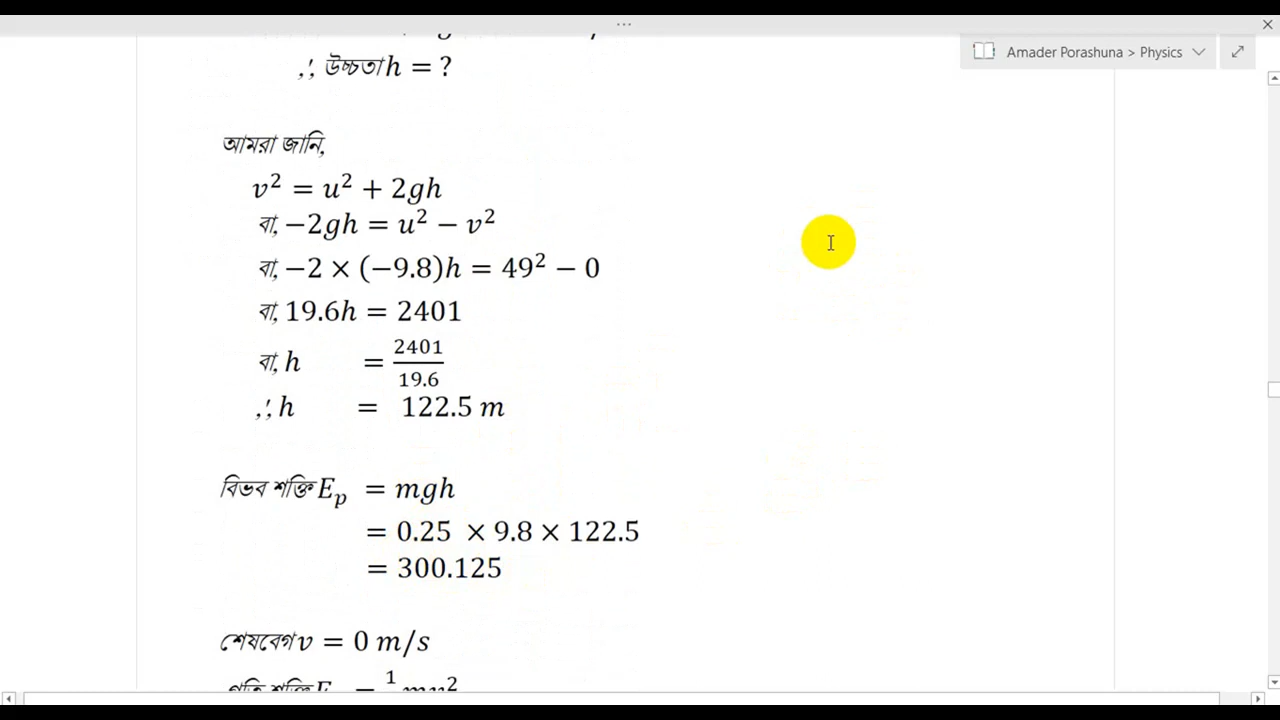 ...
Amader Porashuna > Physics
∴ উচ্চতা h = ?
আমরা জানি,
v² = u² + 2gh
বা, −2gh = u² − v²
বা, −2 × (−9.8)h = 49² − 0
বা, 19.6h = 2401
বা, h = 2401/19.6
∴ h = 122.5 m
বিভব শক্তি Eₚ = mgh
= 0.25 × 9.8 × 122.5
= 300.125
শেষবেগ v = 0 m/s